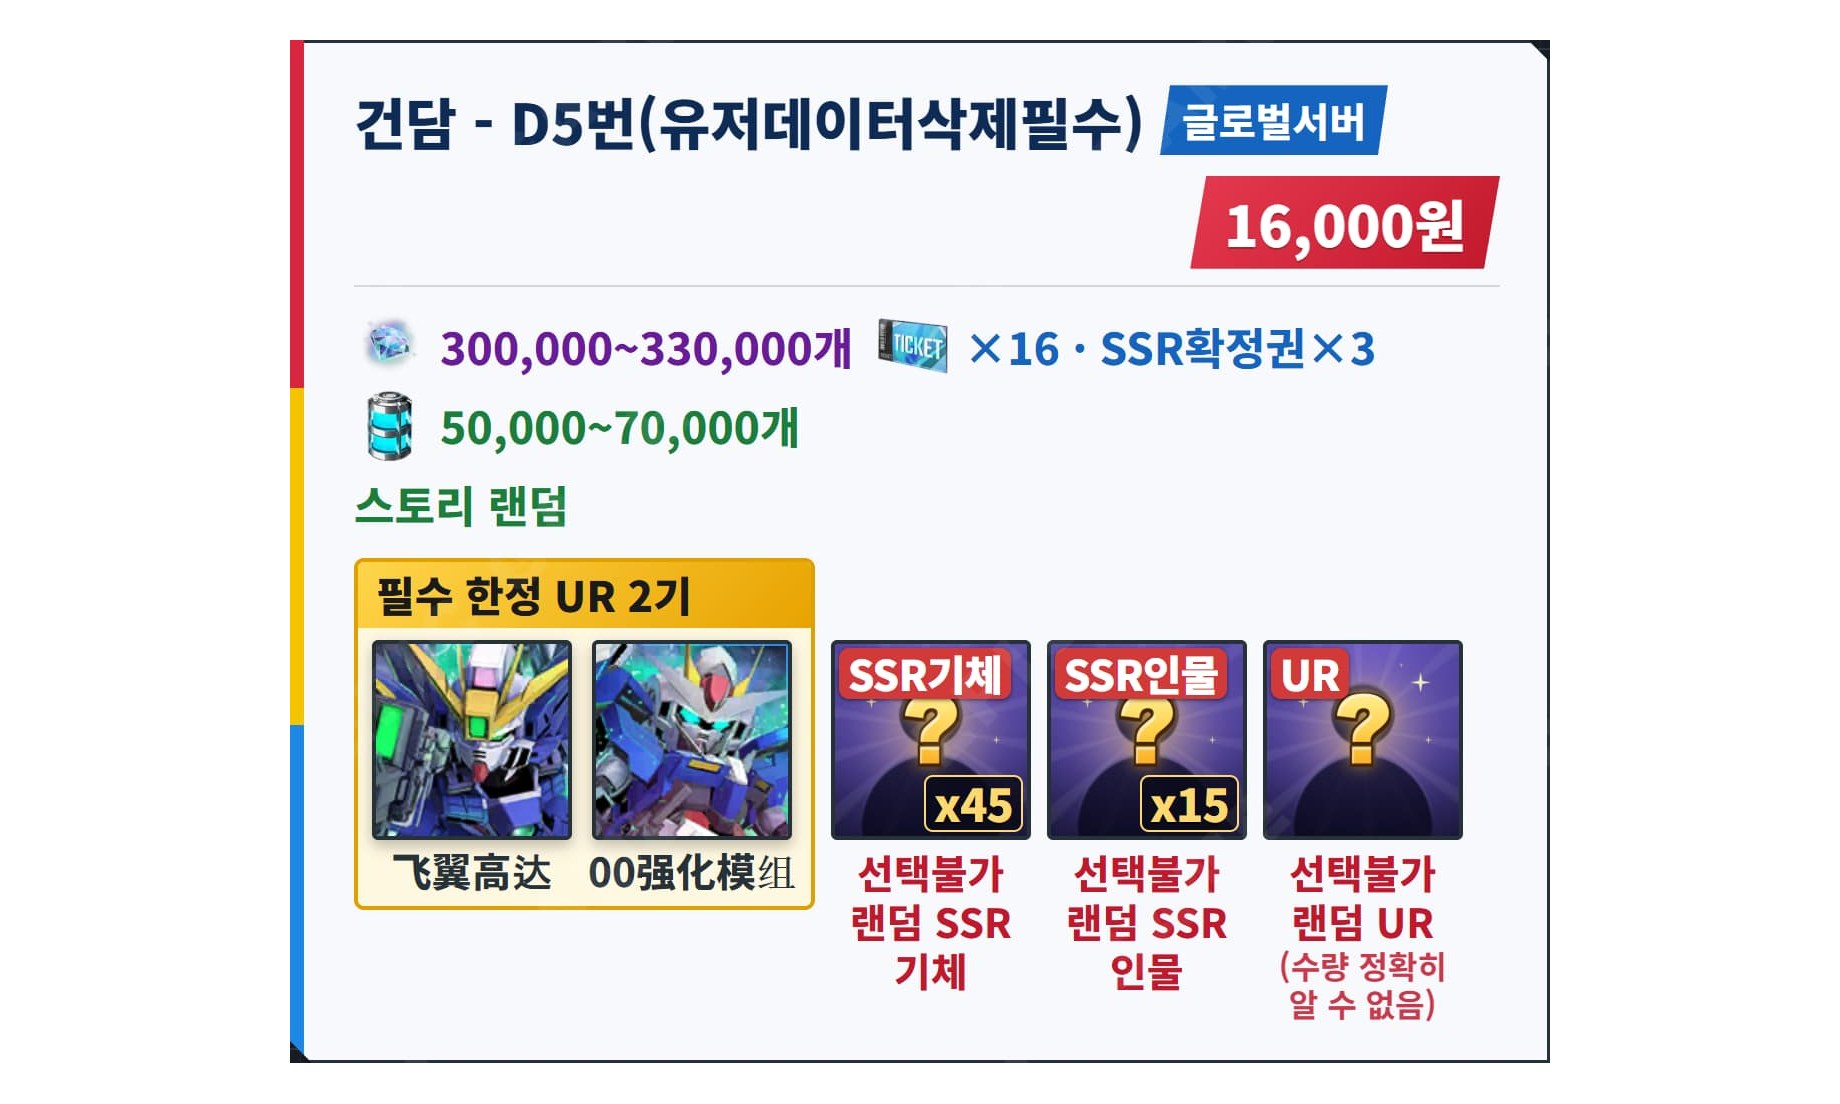 건담 - D5번(유저데이터삭제필수) 글로벌서버
16,000원
300,000~330,000개 TICKET ×16 · SSR확정권×3
50,000~70,000개
스토리 랜덤
필수 한정 UR 2기
飞翼高达
00强化模组
SSR기체
?
x45
선택불가
랜덤 SSR
기체
SSR인물
?
x15
선택불가
랜덤 SSR
인물
UR
?
선택불가
랜덤 UR
(수량 정확히
알 수 없음)